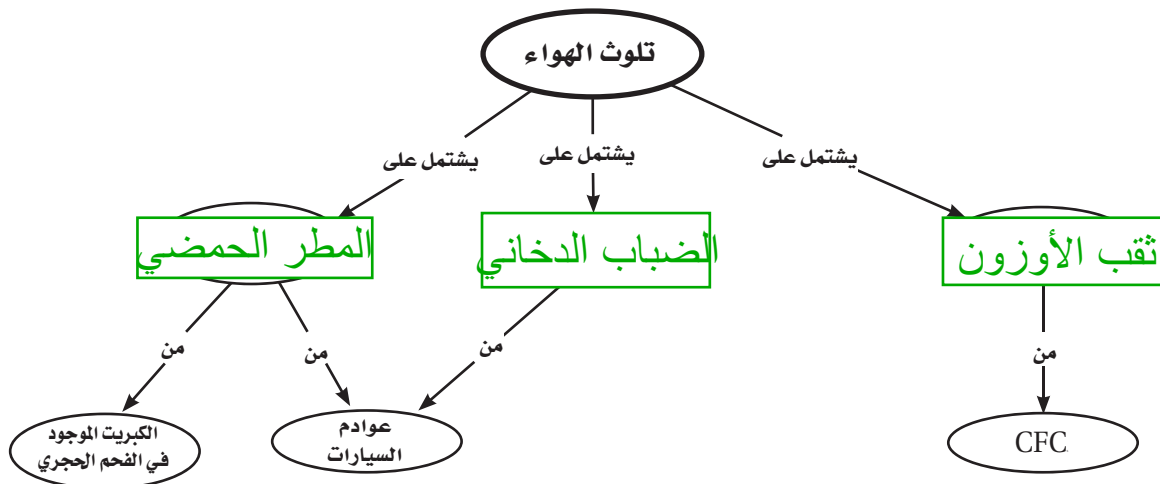 تلوث الهواء
يشتمل على
يشتمل على
يشتمل على
ثقب الأوزون
الضباب الدخاني
المطر الحمضي
من
من
من
من
CFC
عوادم
السيارات
الكبريت الموجود
في الفحم الحجري